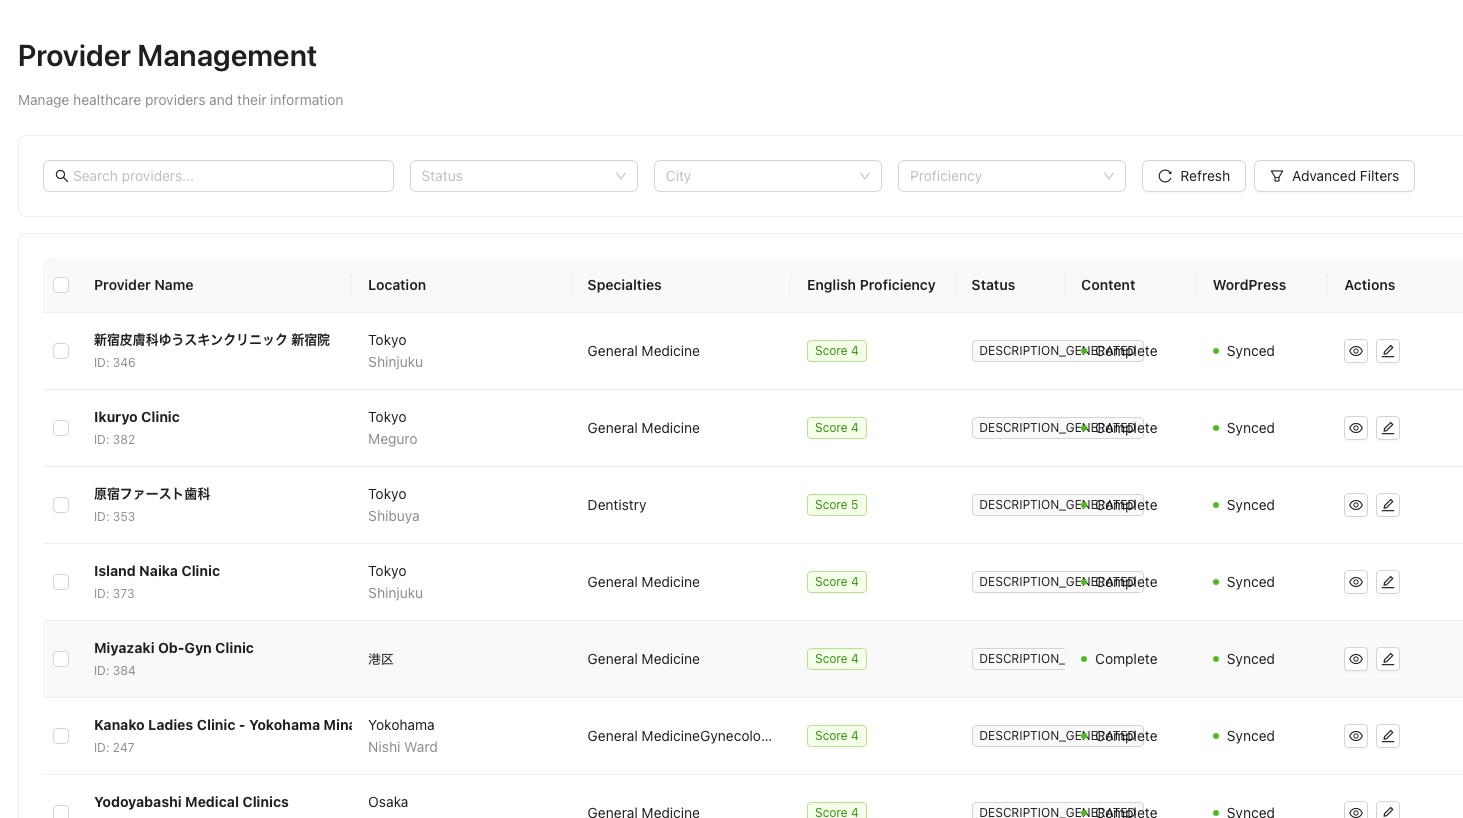 Provider Management
Manage healthcare providers and their information
Search providers...
Status
City
Proficiency
Refresh
Advanced Filters
Provider Name
Location
Specialties
English Proficiency
Status
Content
WordPress
Actions
新宿皮膚科ゆうスキンクリニック 新宿院
ID: 346
Tokyo
Shinjuku
General Medicine
Score 4
DESCRIPTION_GENERATED
Complete
Synced
Ikuryo Clinic
ID: 382
Tokyo
Meguro
General Medicine
Score 4
DESCRIPTION_GENERATED
Complete
Synced
原宿ファースト歯科
ID: 353
Tokyo
Shibuya
Dentistry
Score 5
DESCRIPTION_GENERATED
Complete
Synced
Island Naika Clinic
ID: 373
Tokyo
Shinjuku
General Medicine
Score 4
DESCRIPTION_GENERATED
Complete
Synced
Miyazaki Ob-Gyn Clinic
ID: 384
港区
General Medicine
Score 4
DESCRIPTION_
Complete
Synced
Kanako Ladies Clinic - Yokohama Mina
ID: 247
Yokohama
Nishi Ward
General MedicineGynecolo...
Score 4
DESCRIPTION_GENERATED
Complete
Synced
Yodoyabashi Medical Clinics
Osaka
General Medicine
Score 4
DESCRIPTION_GENERATED
Complete
Synced